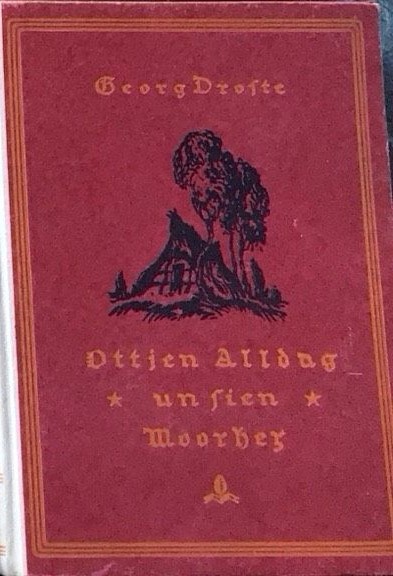 Georg Droste
Ottjen Alldag
★ un sien ★
Moorhex